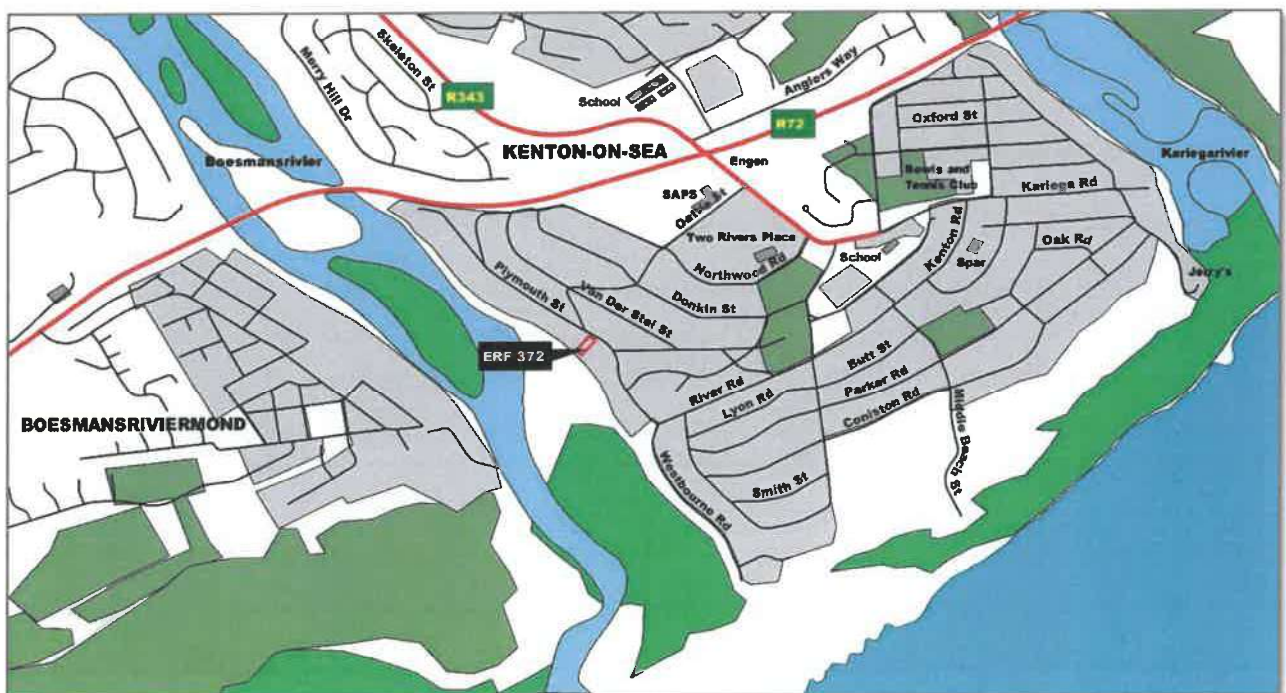 Skeleton St
Merry Hill Dr
R343
School
Anglers Way
R72
Oxford St
Boesmansrivier
KENTON-ON-SEA
Engen
Kariegarivier
Bowls and
Tennis Club
SAPS
Kariega Rd
Two Rivers Place
Kenton Rd
Oak Rd
School
Spar
Northwood Rd
Jerry's
Plymouth St
Van Der Stel St
Donkin St
ERF 372
Butt St
River Rd
Parker Rd
Lyon Rd
Coniston Rd
BOESMANSRIVIERMOND
Middle Beach St
Westbourne Rd
Smith St